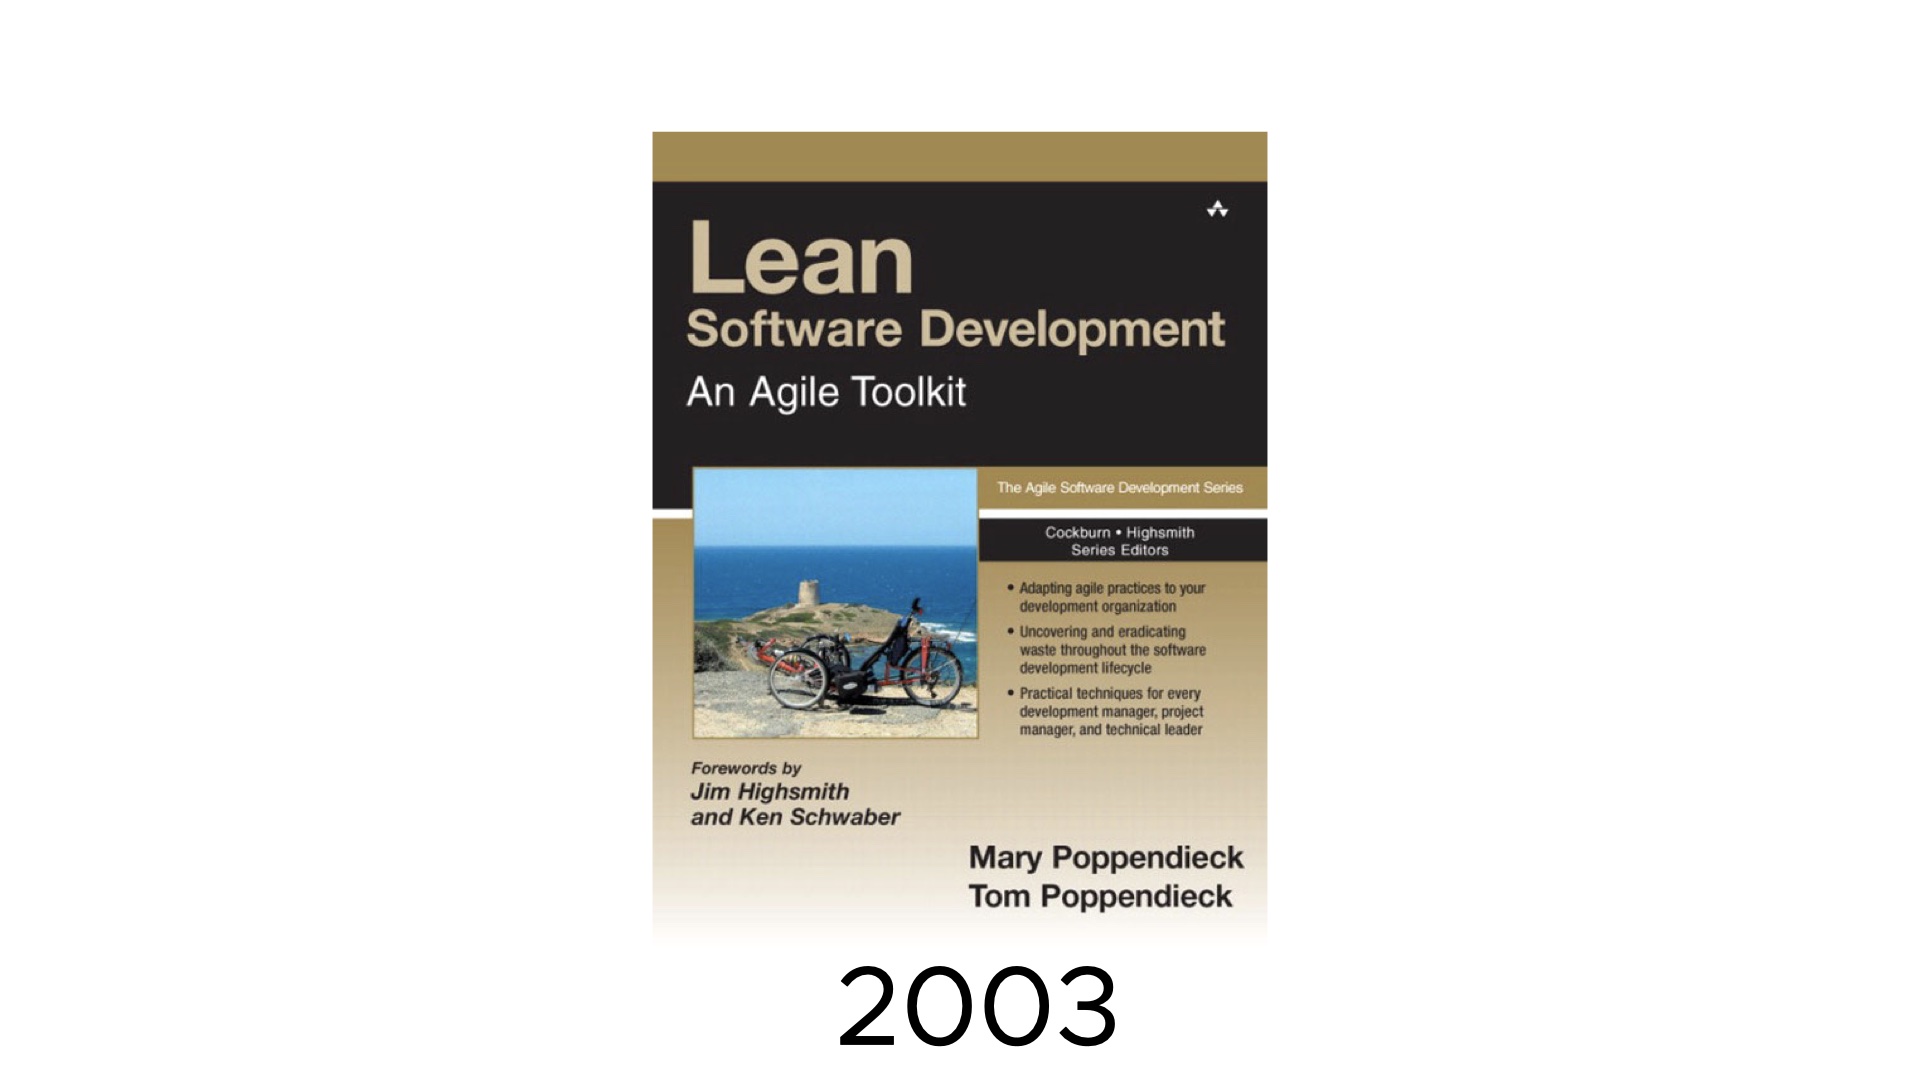 Lean
Software Development
An Agile Toolkit
The Agile Software Development Series
Cockburn • Highsmith
Series Editors
• Adapting agile practices to your
development organization
• Uncovering and eradicating
waste throughout the software
development lifecycle
• Practical techniques for every
development manager, project
manager, and technical leader
Forewords by
Jim Highsmith
and Ken Schwaber
Mary Poppendieck
Tom Poppendieck
2003